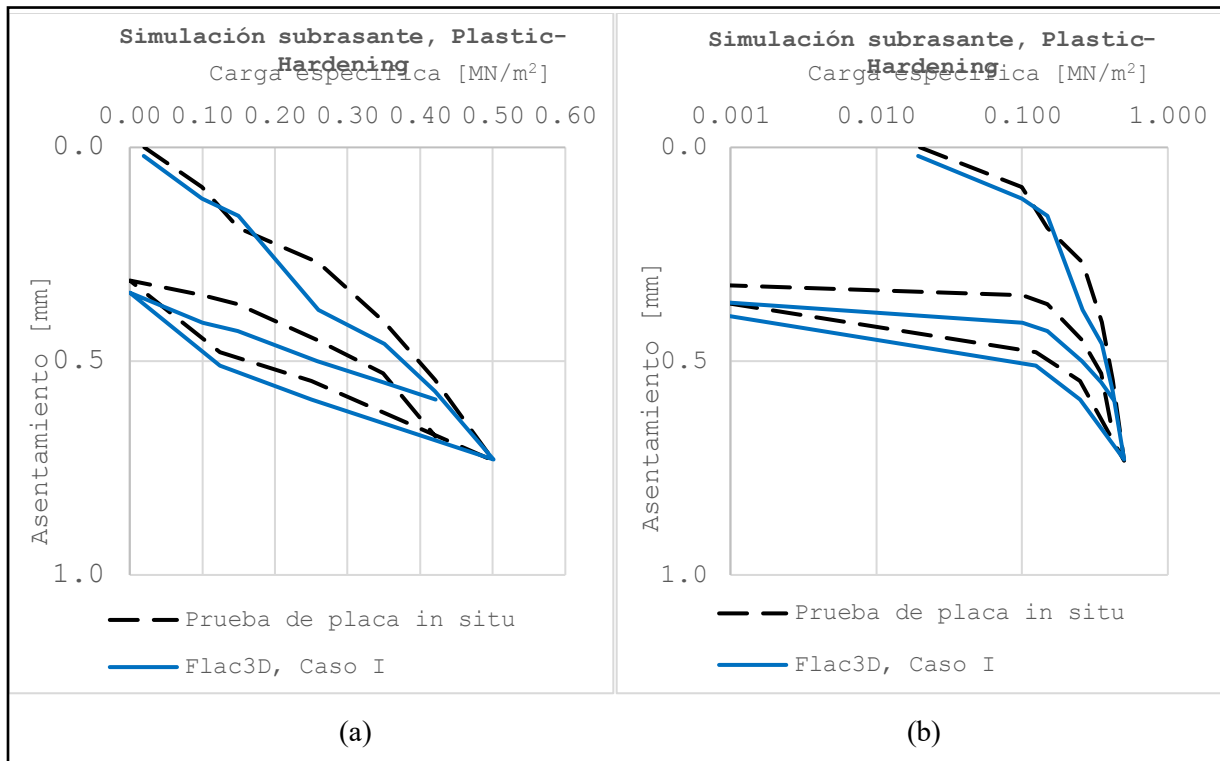 Simulación subrasante, Plastic-
Hardening
Carga específica [MN/m²]
0.00 0.10 0.20 0.30 0.40 0.50 0.60
0.0
0.5
1.0
Asentamiento [mm]
Prueba de placa in situ
Flac3D, Caso I
(a)
Simulación subrasante, Plastic-
Hardening
Carga específica [MN/m²]
0.001 0.010 0.100 1.000
0.0
0.5
1.0
Asentamiento [mm]
Prueba de placa in situ
Flac3D, Caso I
(b)